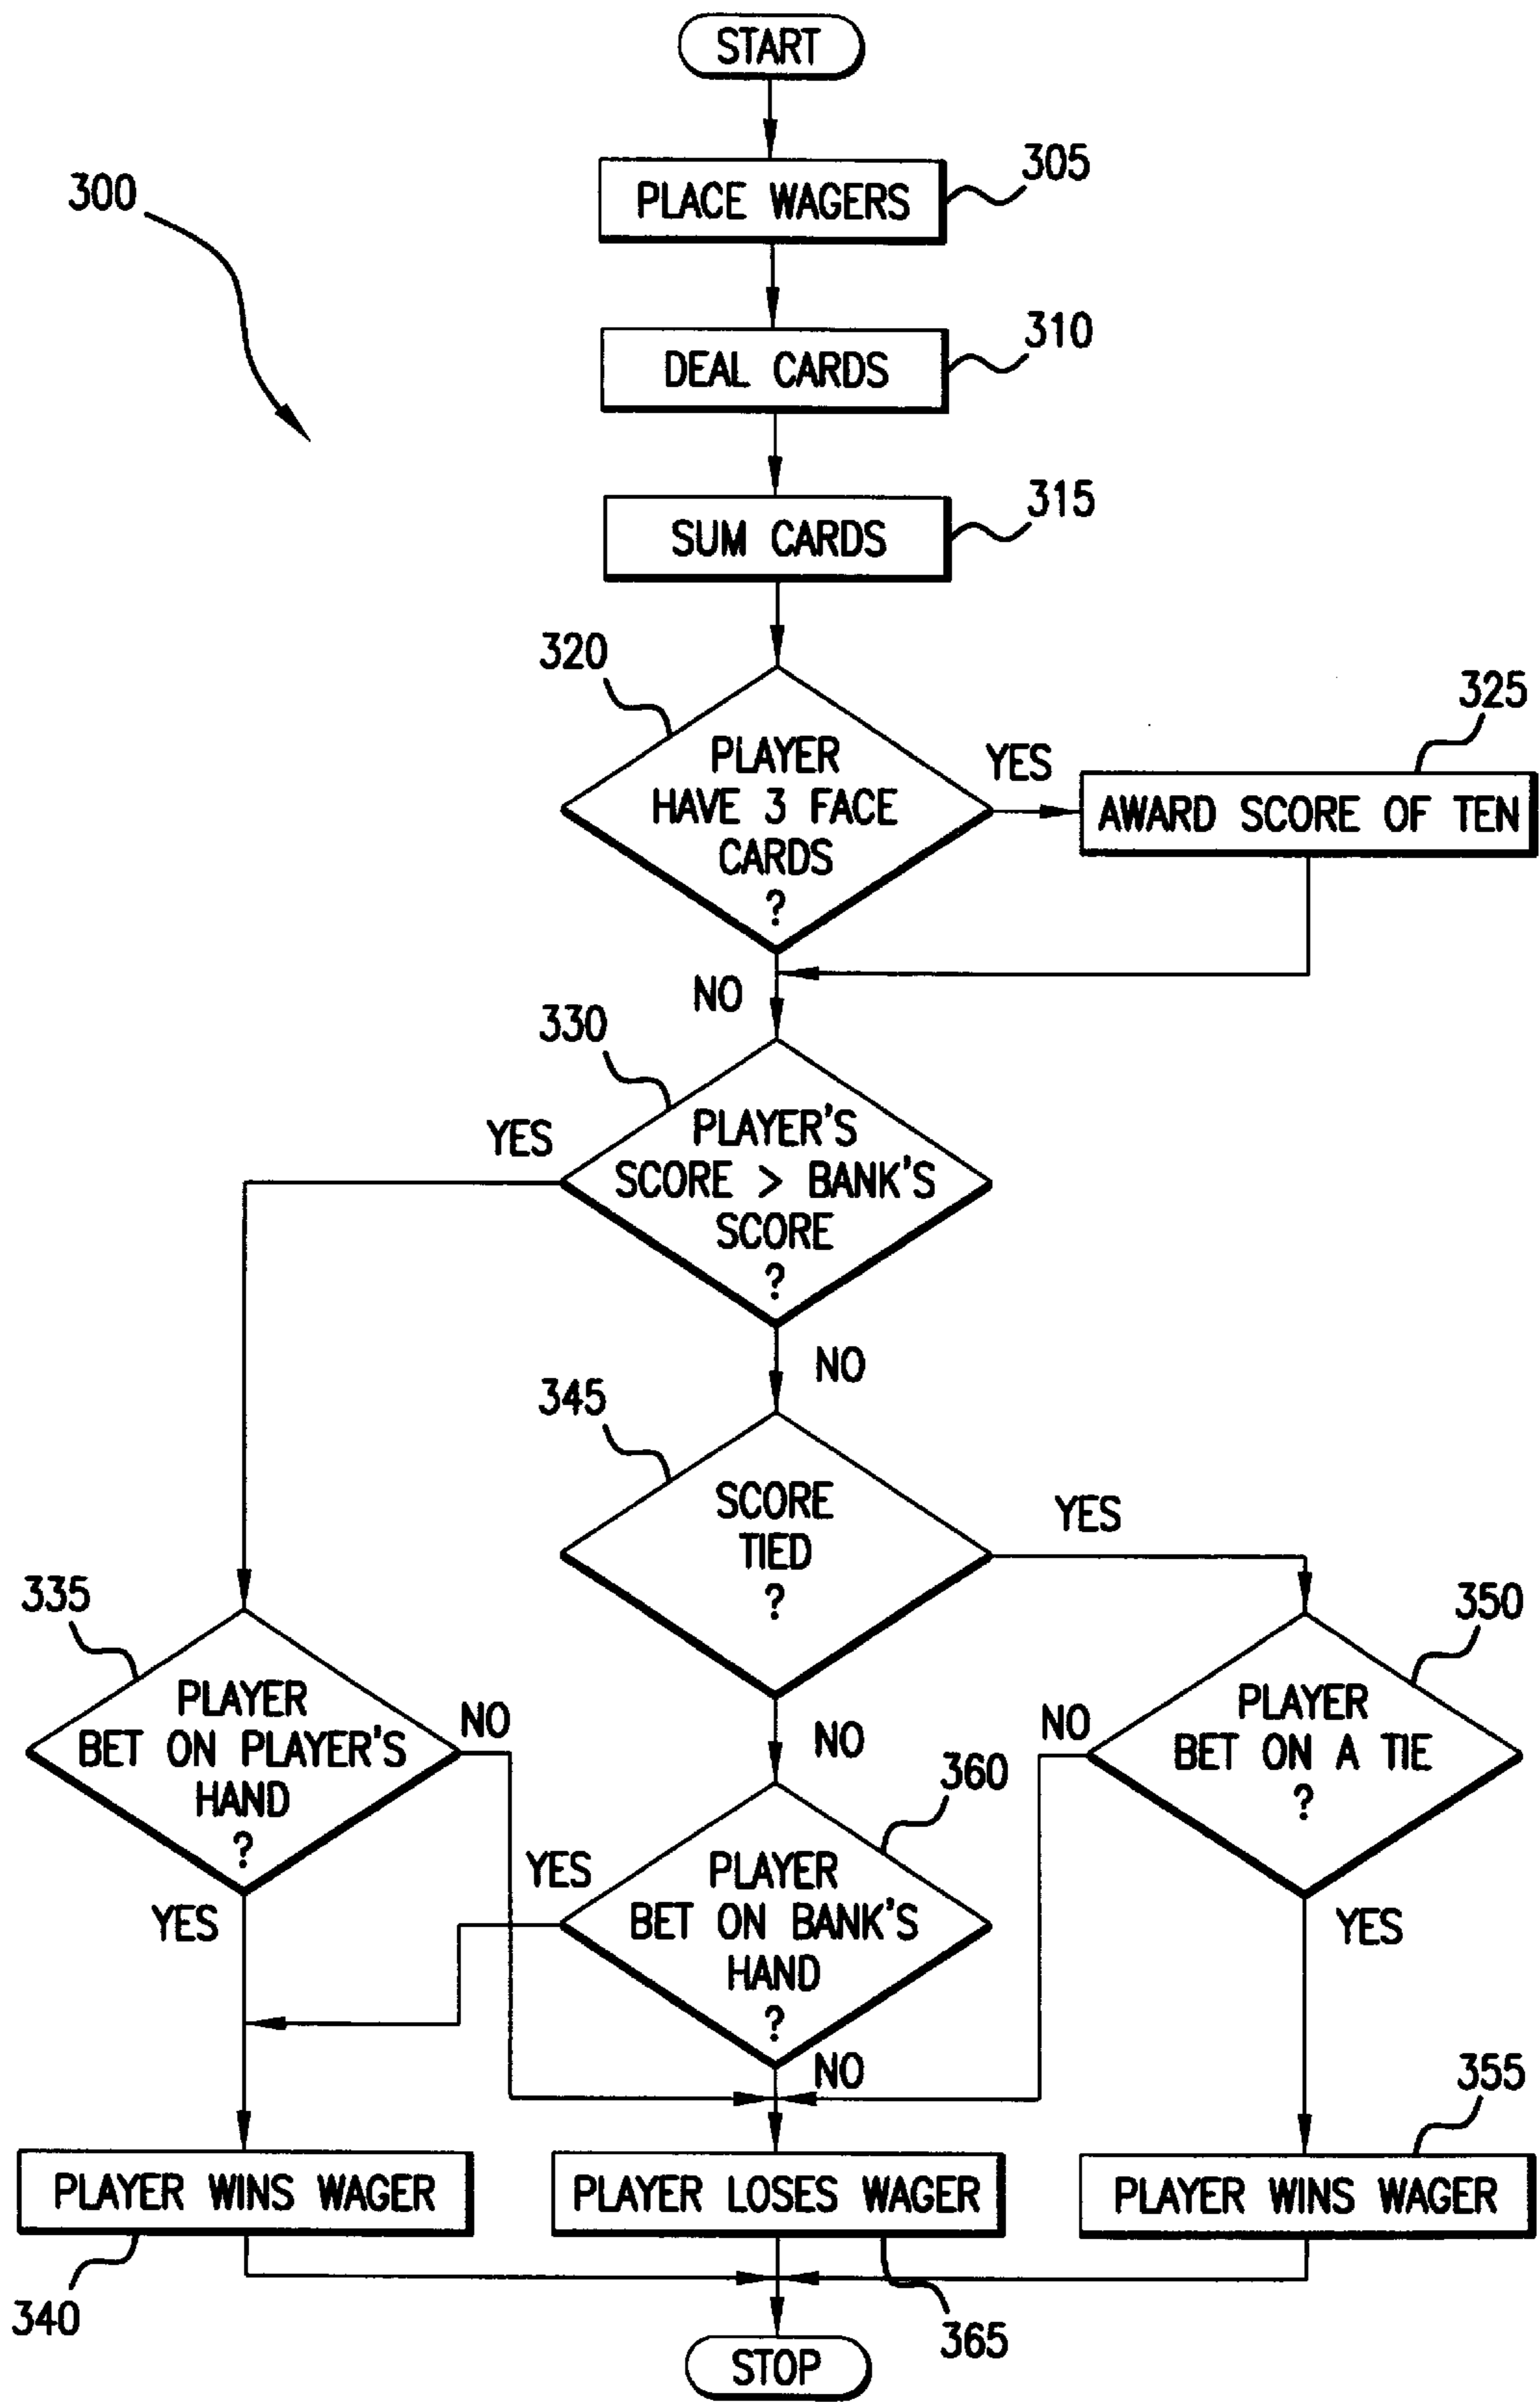 START
300
PLACE WAGERS
305
DEAL CARDS
310
SUM CARDS
315
320
PLAYER
HAVE 3 FACE
CARDS
?
YES
325
AWARD SCORE OF TEN
NO
330
YES
PLAYER'S
SCORE > BANK'S
SCORE
?
NO
345
SCORE
TIED
?
YES
335
PLAYER
BET ON PLAYER'S
HAND
?
NO
YES
NO
360
YES
PLAYER
BET ON BANK'S
HAND
?
NO
350
NO
PLAYER
BET ON A TIE
?
YES
PLAYER WINS WAGER
340
PLAYER LOSES WAGER
365
355
PLAYER WINS WAGER
STOP